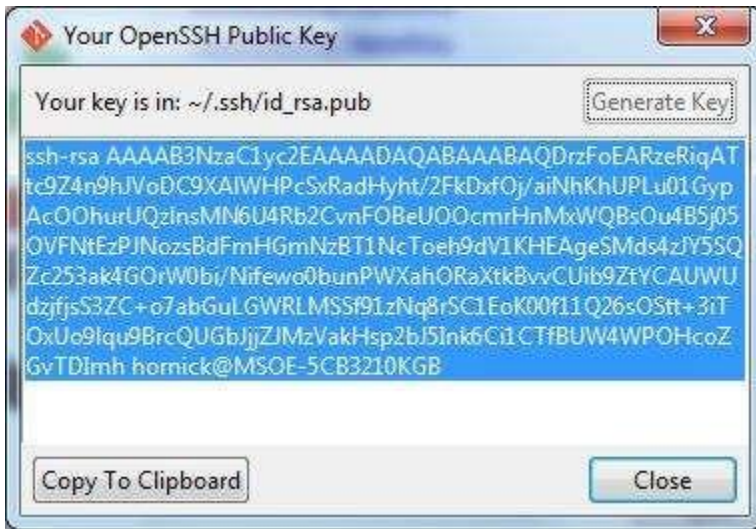 Your OpenSSH Public Key
Your key is in: ~/.ssh/id_rsa.pub
Generate Key
ssh-rsa AAAAB3NzaC1yc2EAAAADAQABAAABAQDrzFoEARzeRiqAT
tc9Z4n9hJVoDC9XAIWHPcSxRadHyht/2FkDxfOj/aiNhKhUPLu01Gyp
AcOOhurUQzlnsMN6U4Rb2CvnFOBeUOOcmrHnMxWQBsOu4B5j05
OVFNtEzPJNozsBdFmHGmNzBT1NcToeh9dV1KHEAgeSMds4zJY5SQ
Zc253ak4GOrW0bi/Nifewo0bunPWXahORaXtkBvvCUib9ZtYCAUWU
dzjfjsS3ZC+o7abGuLGWRLMSSf91zNq8rSC1EoK00f11Q26sOStt+3iT
OxUo9Iqu9BrcQUGbJjjZJMzVakHsp2bJ5Ink6Ci1CTfBUW4WPOHcoZ
GvTDImh hornick@MSOE-5CB3210KGB
Copy To Clipboard
Close